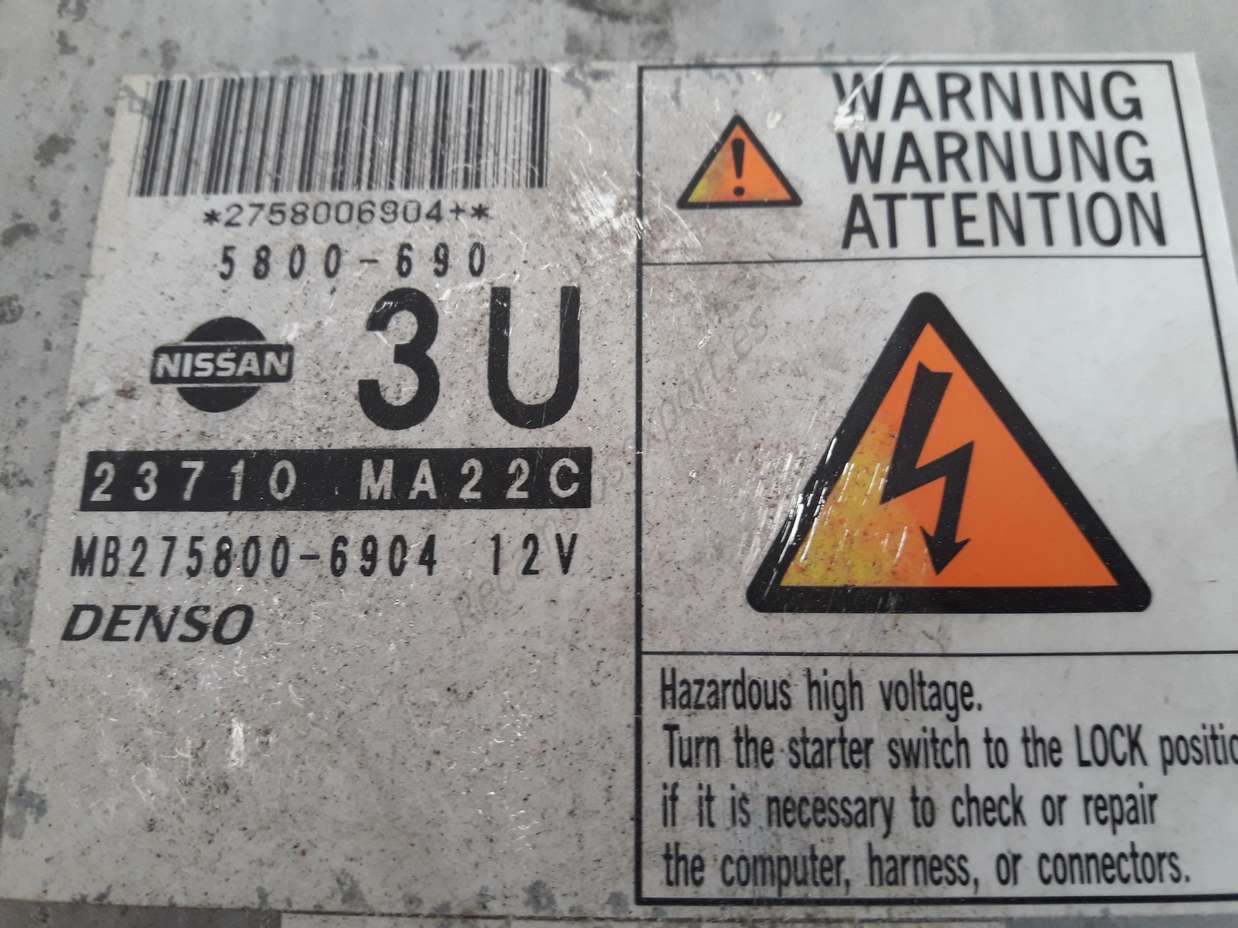 *2758006904+*
5800-690
NISSAN
3U
23710 MA22C
MB275800-6904 12V
DENSO
WARNING
WARNUNG
ATTENTION
Hazardous high voltage.
Turn the starter switch to the LOCK positio
if it is necessary to check or repair
the computer, harness, or connectors.